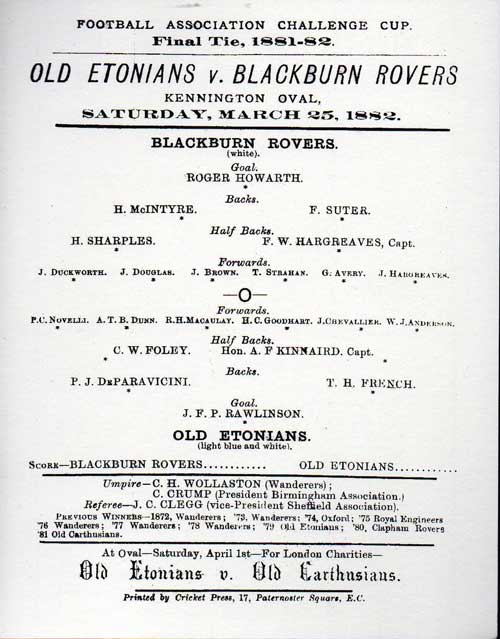 FOOTBALL ASSOCIATION CHALLENGE CUP.
Final Tie, 1881-82.
OLD ETONIANS v. BLACKBURN ROVERS
KENNINGTON OVAL,
SATURDAY, MARCH 25, 1882.
BLACKBURN ROVERS.
(white).
Goal.
ROGER HOWARTH.
*
Backs.
H. McINTYRE. F. SUTER.
* *
Half Backs.
H. SHARPLES. F. W. HARGREAVES, Capt.
* *
Forwards.
J. DUCKWORTH. J. DOUGLAS. J. BROWN. T. STRAHAN. G. AVERY. J. HARGREAVES.
* * * * * *
—O—
Forwards.
P.C. NOVELLI. A.T.B. DUNN. R.H. MACAULAY. H.C. GOODHART. J. CHEVALLIER. W.J. ANDERSON.
* * * * * *
Half Backs.
C. W. FOLEY. Hon. A. F KINNAIRD. Capt.
* *
Backs.
P. J. DEPARAVICINI. T. H. FRENCH.
* *
Goal.
J. F. P. RAWLINSON.
*
OLD ETONIANS.
(light blue and white).
SCORE—BLACKBURN ROVERS............ OLD ETONIANS............
Umpire—C. H. WOLLASTON (Wanderers);
C. CRUMP (President Birmingham Association.)
Referee—J. C. CLEGG (vice-President Sheffield Association).
PREVIOUS WINNERS—1872, Wanderers; '73, Wanderers; '74, Oxford; '75 Royal Engineers
'76 Wanderers; '77 Wanderers; '78 Wanderers; '79 Old Etonians; '80, Clapham Rovers
'81 Old Carthusians.
At Oval—Saturday, April 1st—For London Charities—
Old Etonians v. Old Carthusians.
Printed by Cricket Press, 17, Paternoster Square, E.C.